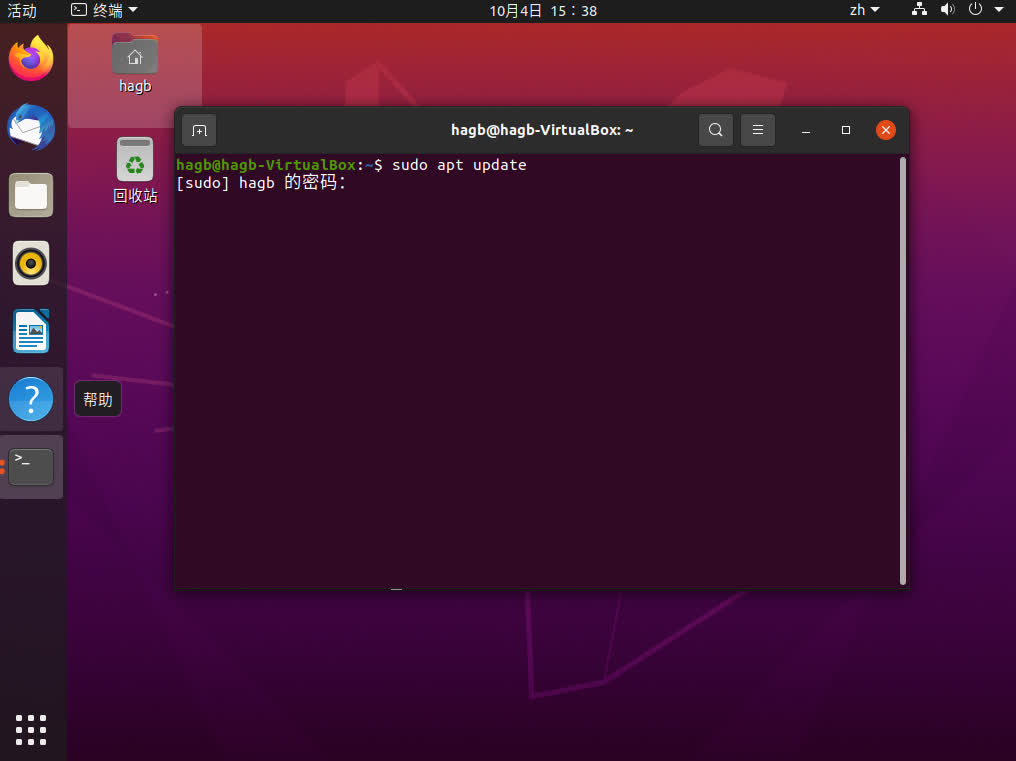 活动 终端 10月4日 15：38 zh
hagb
回收站
hagb@hagb-VirtualBox: ~
hagb@hagb-VirtualBox:~$ sudo apt update
[sudo] hagb 的密码：
帮助